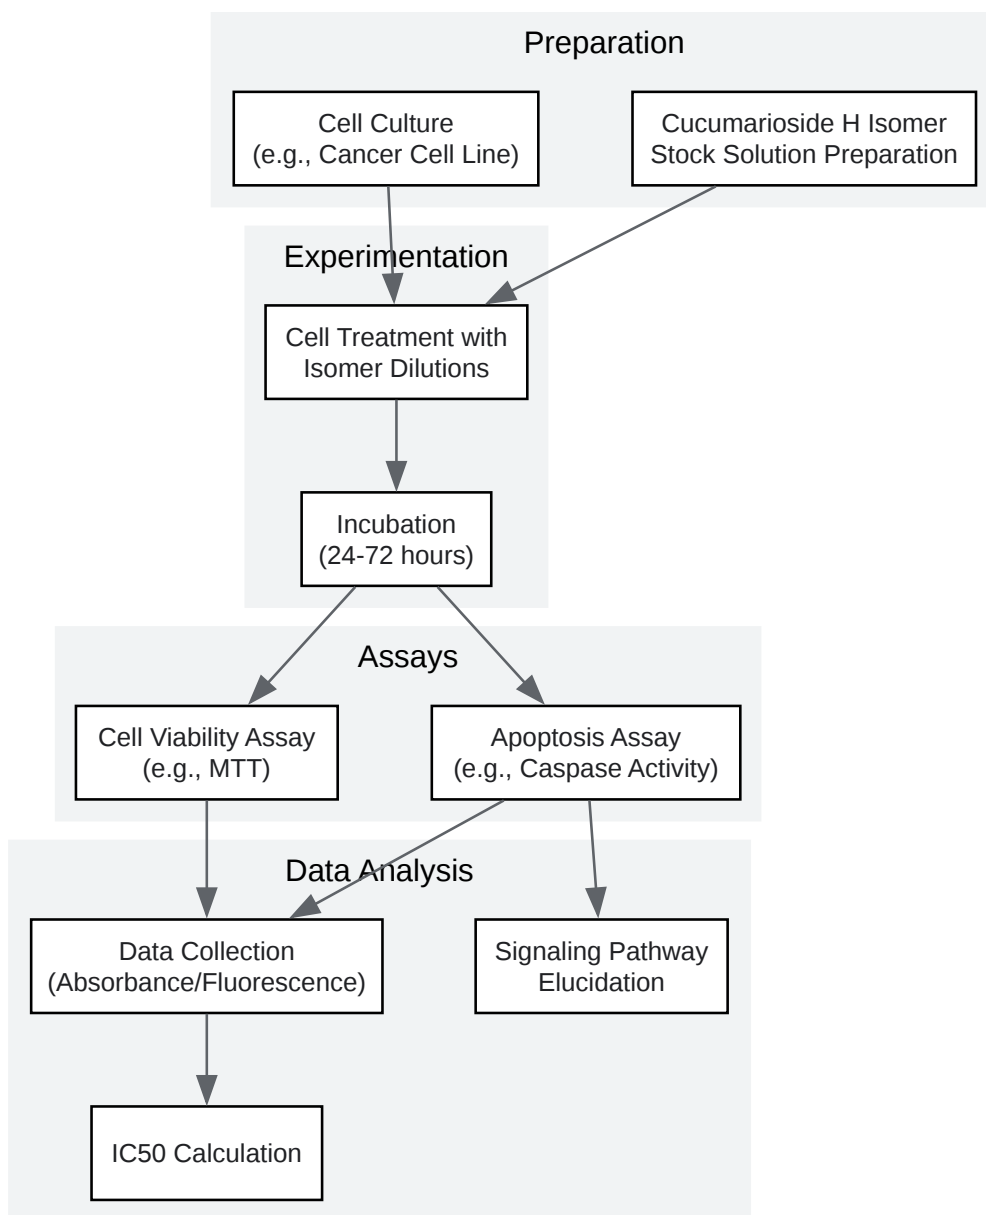 Preparation
Cell Culture
(e.g., Cancer Cell Line)
Cucumarioside H Isomer
Stock Solution Preparation
Experimentation
Cell Treatment with
Isomer Dilutions
Incubation
(24-72 hours)
Assays
Cell Viability Assay
(e.g., MTT)
Apoptosis Assay
(e.g., Caspase Activity)
Data Analysis
Data Collection
(Absorbance/Fluorescence)
Signaling Pathway
Elucidation
IC50 Calculation